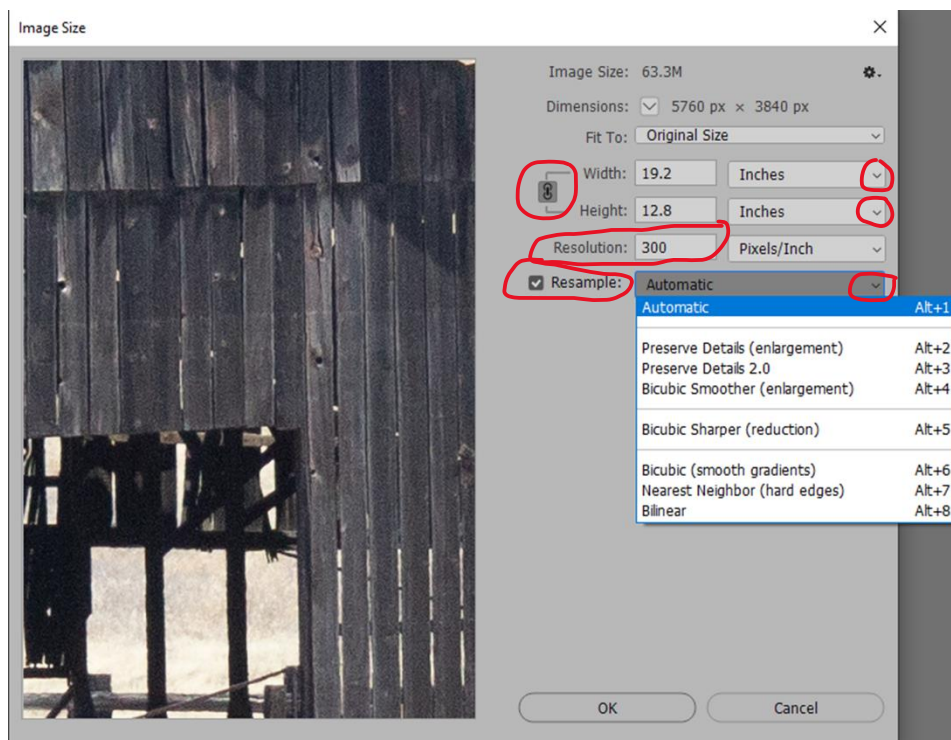 Image Size
Image Size: 63.3M
Dimensions: 5760 px × 3840 px
Fit To: Original Size
Width: 19.2 Inches
Height: 12.8 Inches
Resolution: 300 Pixels/Inch
Resample: Automatic
Automatic Alt+1
Preserve Details (enlargement) Alt+2
Preserve Details 2.0 Alt+3
Bicubic Smoother (enlargement) Alt+4
Bicubic Sharper (reduction) Alt+5
Bicubic (smooth gradients) Alt+6
Nearest Neighbor (hard edges) Alt+7
Bilinear Alt+8
OK Cancel